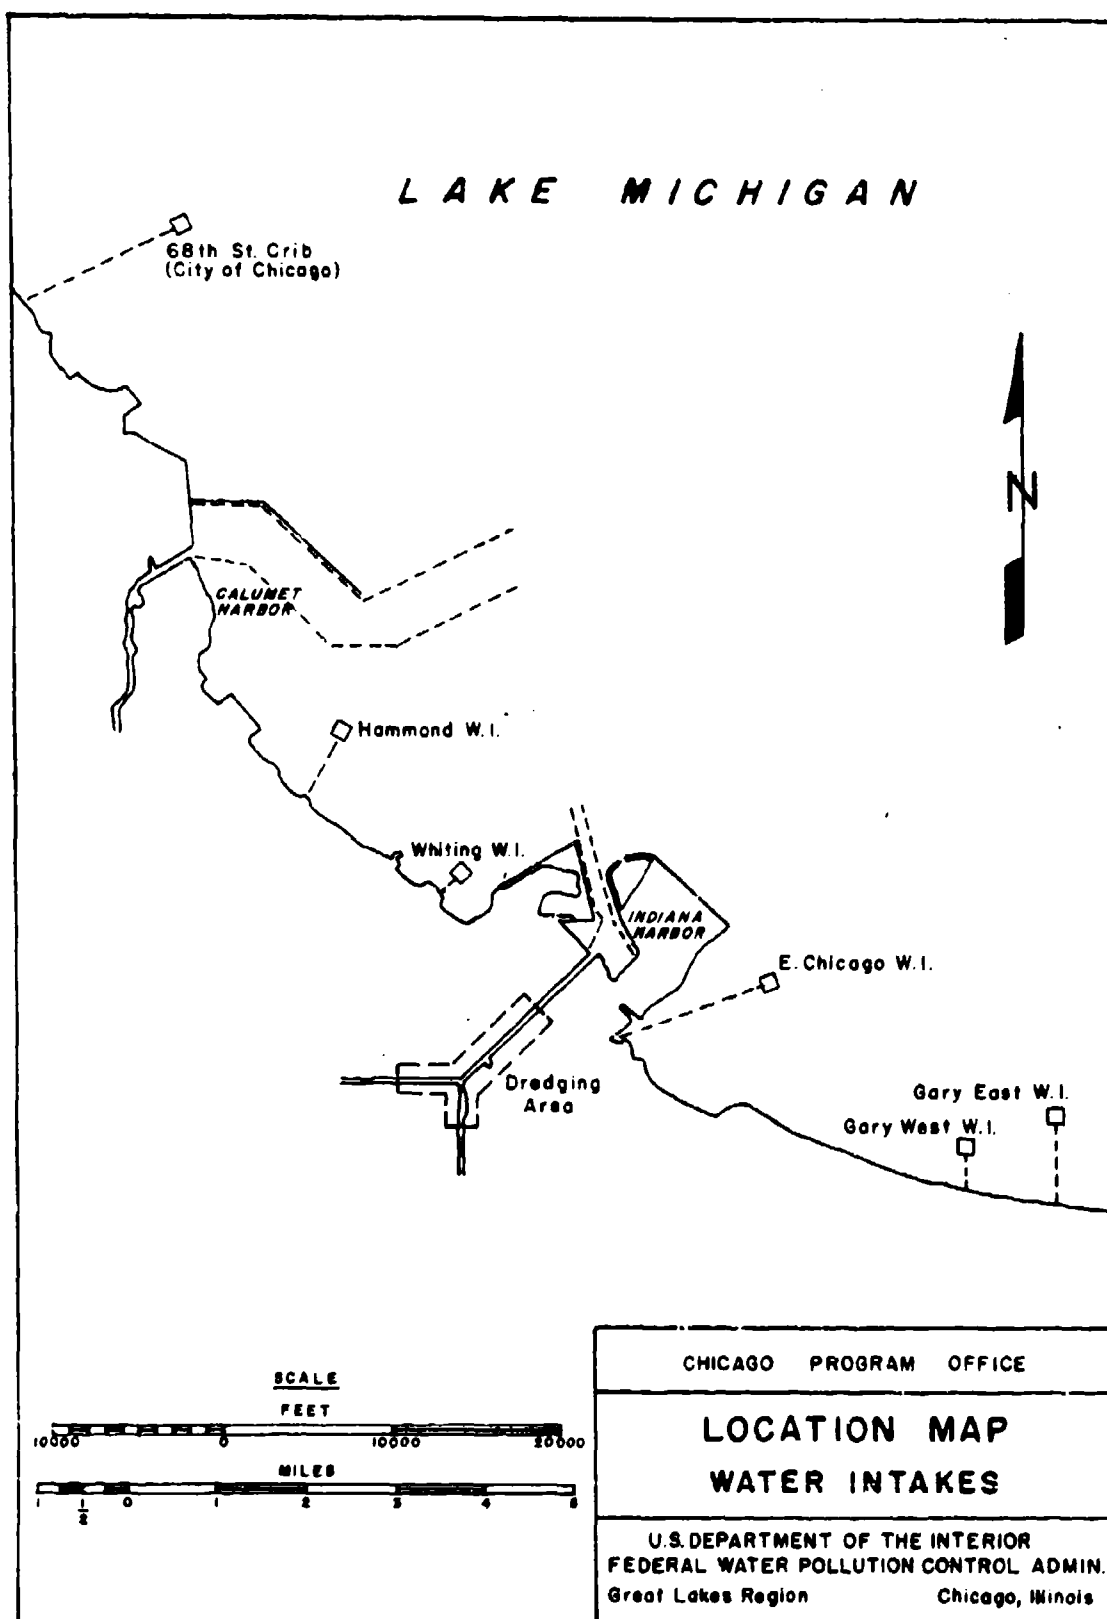 LAKE MICHIGAN
68th St. Crib
(City of Chicago)
N
CALUMET
HARBOR
Hammond W.I.
Whiting W.I.
INDIANA
HARBOR
E. Chicago W.I.
Dredging
Area
Gary East W.I.
Gary West W.I.
SCALE
FEET
10000 0 10000 20000
MILES
1 1/2 0 1 2 3 4 5
CHICAGO PROGRAM OFFICE
LOCATION MAP
WATER INTAKES
U.S. DEPARTMENT OF THE INTERIOR
FEDERAL WATER POLLUTION CONTROL ADMIN.
Great Lakes Region Chicago, Illinois